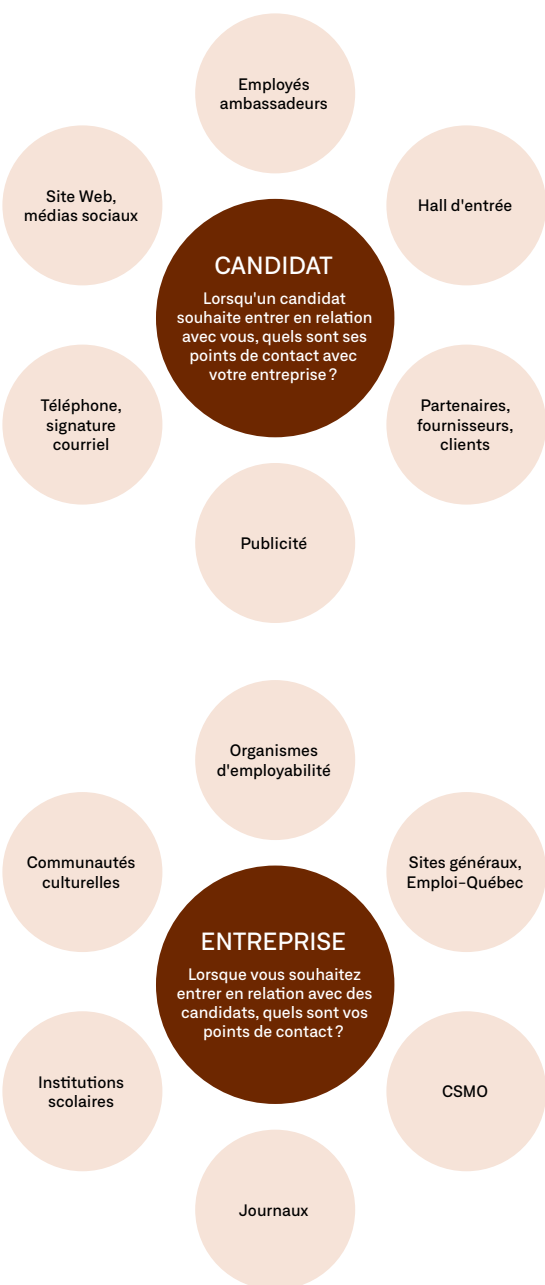 Employés
ambassadeurs
Site Web,
médias sociaux
Hall d'entrée
CANDIDAT
Lorsqu'un candidat
souhaite entrer en relation
avec vous, quels sont ses
points de contact avec
votre entreprise ?
Téléphone,
signature
courriel
Partenaires,
fournisseurs,
clients
Publicité
Organismes
d'employabilité
Communautés
culturelles
Sites généraux,
Emploi-Québec
ENTREPRISE
Lorsque vous souhaitez
entrer en relation avec des
candidats, quels sont vos
points de contact ?
Institutions
scolaires
CSMO
Journaux